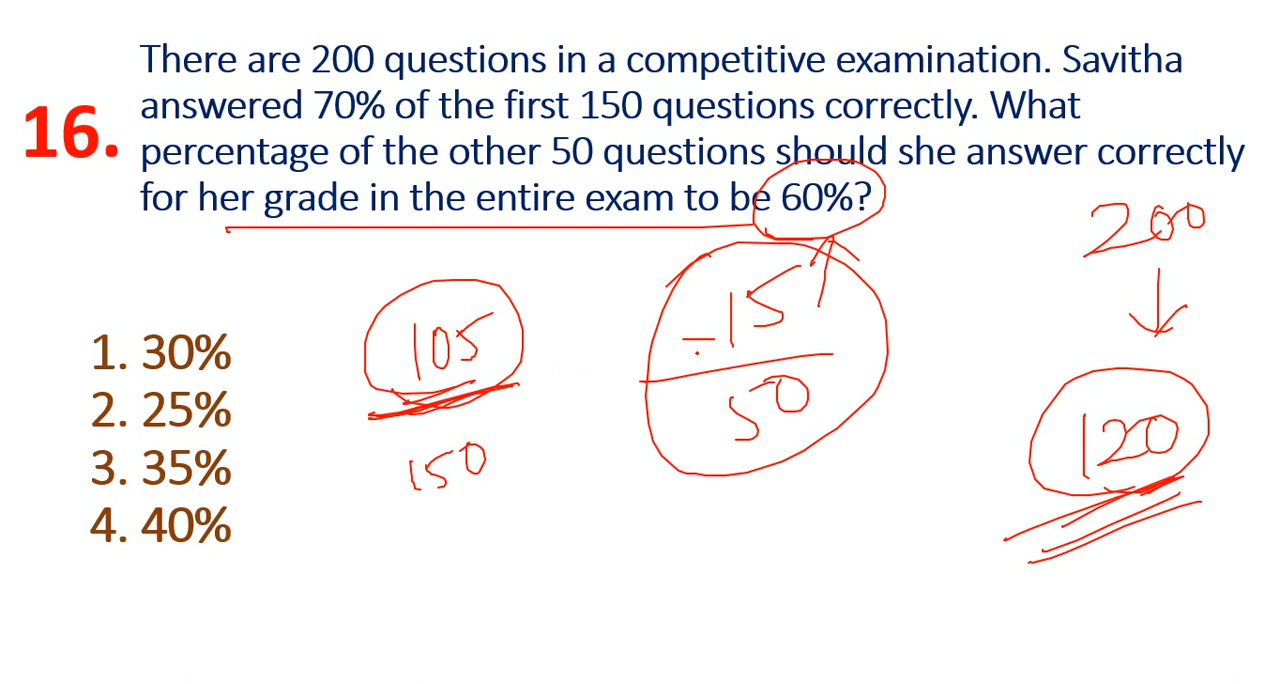 16.
There are 200 questions in a competitive examination. Savitha
answered 70% of the first 150 questions correctly. What
percentage of the other 50 questions should she answer correctly
for her grade in the entire exam to be 60%?
200
105
15
120
150
50
1. 30%
2. 25%
3. 35%
4. 40%